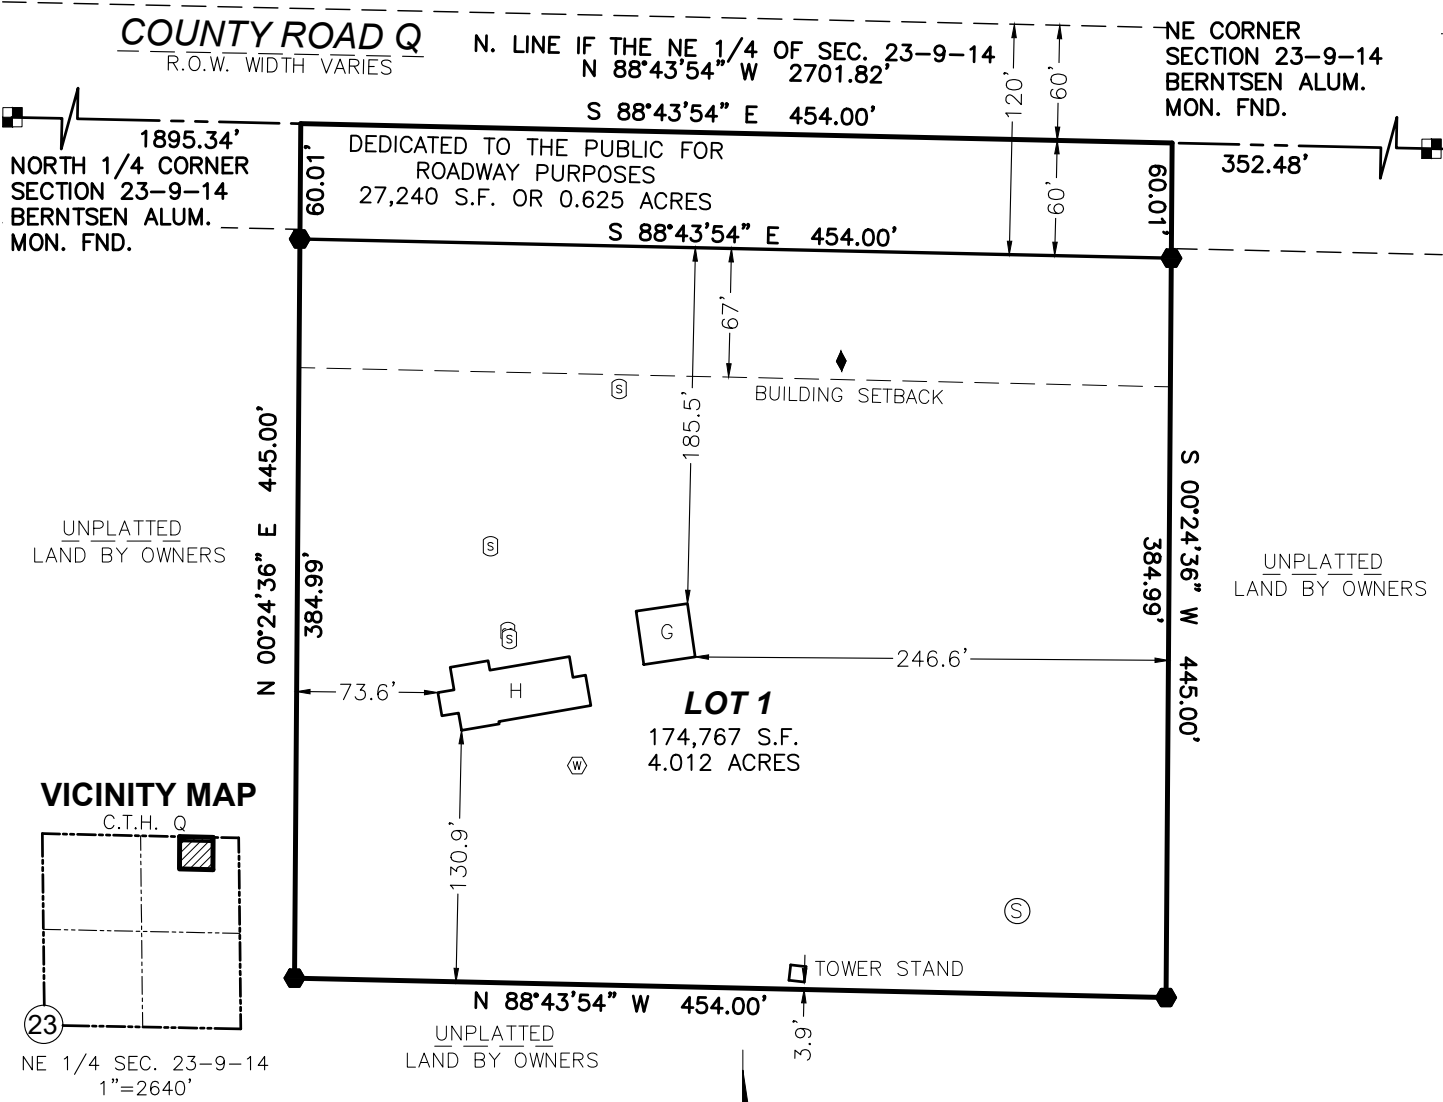 COUNTY ROAD Q
R.O.W. WIDTH VARIES
N. LINE IF THE NE 1/4 OF SEC. 23-9-14
N 88°43'54" W 2701.82'
S 88°43'54" E 454.00'
120'
60'
NE CORNER
SECTION 23-9-14
BERNTSEN ALUM.
MON. FND.
1895.34'
352.48'
NORTH 1/4 CORNER
SECTION 23-9-14
BERNTSEN ALUM.
MON. FND.
60.01'
DEDICATED TO THE PUBLIC FOR
ROADWAY PURPOSES
27,240 S.F. OR 0.625 ACRES
60'
60.01'
S 88°43'54" E 454.00'
67'
BUILDING SETBACK
S
185.5'
N 00°24'36" E 445.00'
384.99'
S 00°24'36" W 445.00'
384.99'
UNPLATTED
LAND BY OWNERS
UNPLATTED
LAND BY OWNERS
S
S
G
246.6'
73.6'
H
LOT 1
174,767 S.F.
4.012 ACRES
W
130.9'
S
TOWER STAND
3.9'
N 88°43'54" W 454.00'
UNPLATTED
LAND BY OWNERS
VICINITY MAP
C.T.H. Q
23
NE 1/4 SEC. 23-9-14
1"=2640'